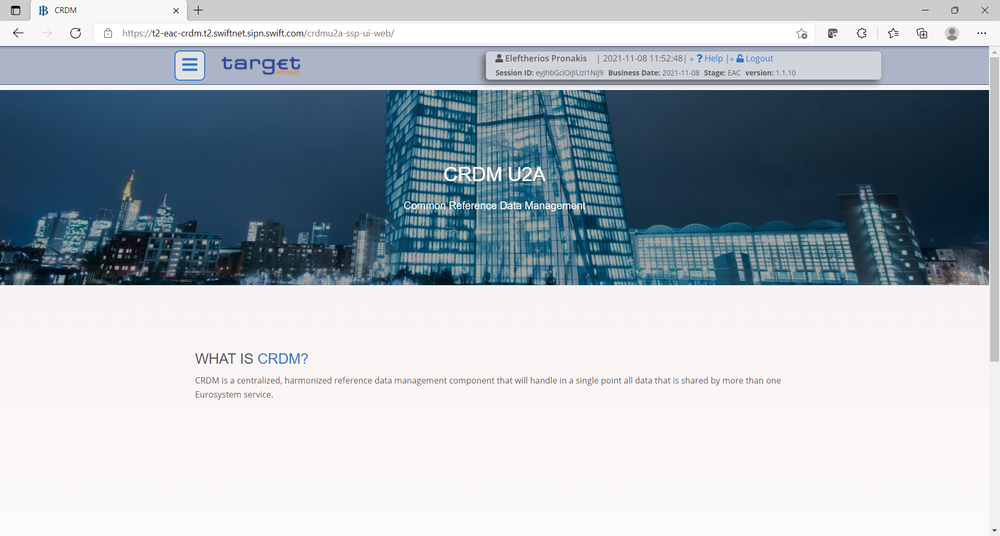 CRDM
https://t2-eac-crdm.t2.swiftnet.sipn.swift.com/crdmu2a-ssp-ui-web/
target
services
Eleftherios Pronakis | 2021-11-08 11:52:48| » ? Help |» Logout
Session ID: eyJhbGciOiJIUzI1NiJ9 Business Date: 2021-11-08 Stage: EAC version: 1.1.10
CRDM U2A
Common Reference Data Management
WHAT IS CRDM?
CRDM is a centralized, harmonized reference data management component that will handle in a single point all data that is shared by more than one
Eurosystem service.